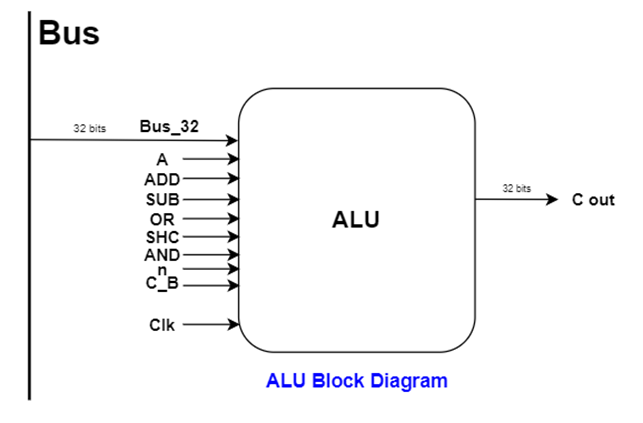 Bus
32 bits
Bus_32
A
ADD
SUB
OR
SHC
AND
n
C_B
Clk
ALU
32 bits
C out
ALU Block Diagram